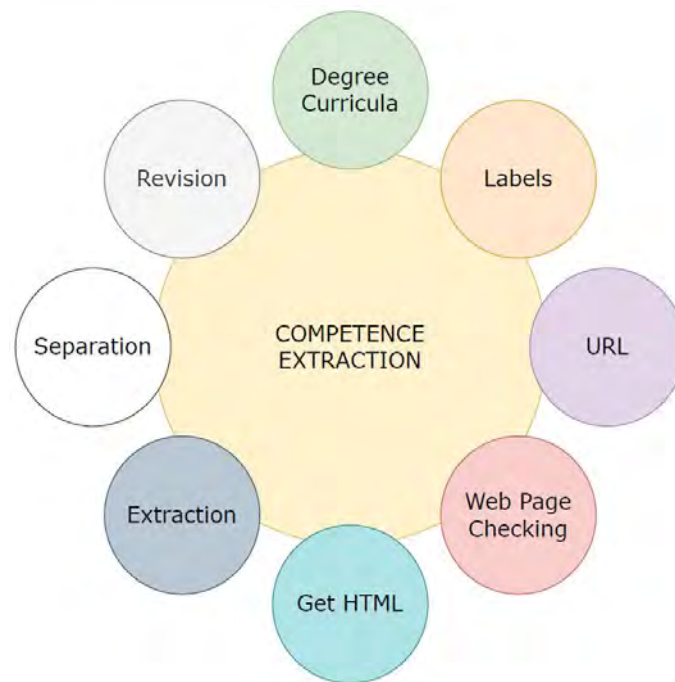 Degree
Curricula
Labels
URL
Web Page
Checking
Get HTML
Extraction
Separation
Revision
COMPETENCE
EXTRACTION